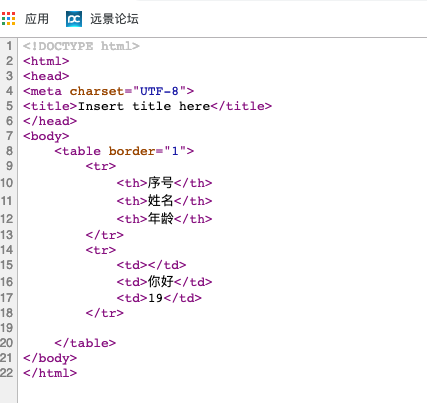 应用 远景论坛
1 <!DOCTYPE html>
2 <html>
3 <head>
4 <meta charset="UTF-8">
5 <title>Insert title here</title>
6 </head>
7 <body>
8 <table border="1">
9 <tr>
10 <th>序号</th>
11 <th>姓名</th>
12 <th>年龄</th>
13 </tr>
14 <tr>
15 <td></td>
16 <td>你好</td>
17 <td>19</td>
18 </tr>
19
20 </table>
21 </body>
22 </html>